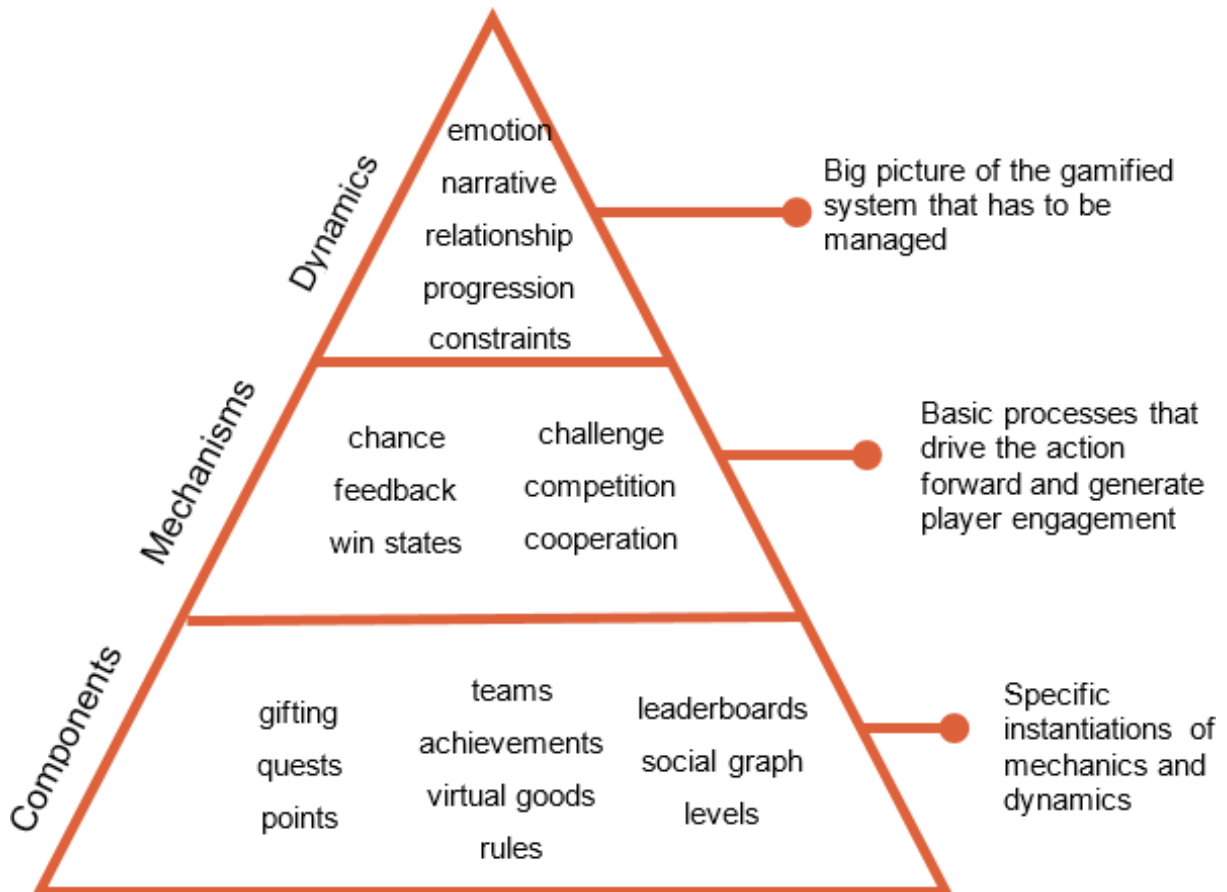 Dynamics
emotion
narrative
relationship
progression
constraints
Big picture of the gamified
system that has to be
managed
Mechanisms
chance
feedback
win states
challenge
competition
cooperation
Basic processes that
drive the action
forward and generate
player engagement
Components
gifting
quests
points
teams
achievements
virtual goods
rules
leaderboards
social graph
levels
Specific
instantiations of
mechanics and
dynamics